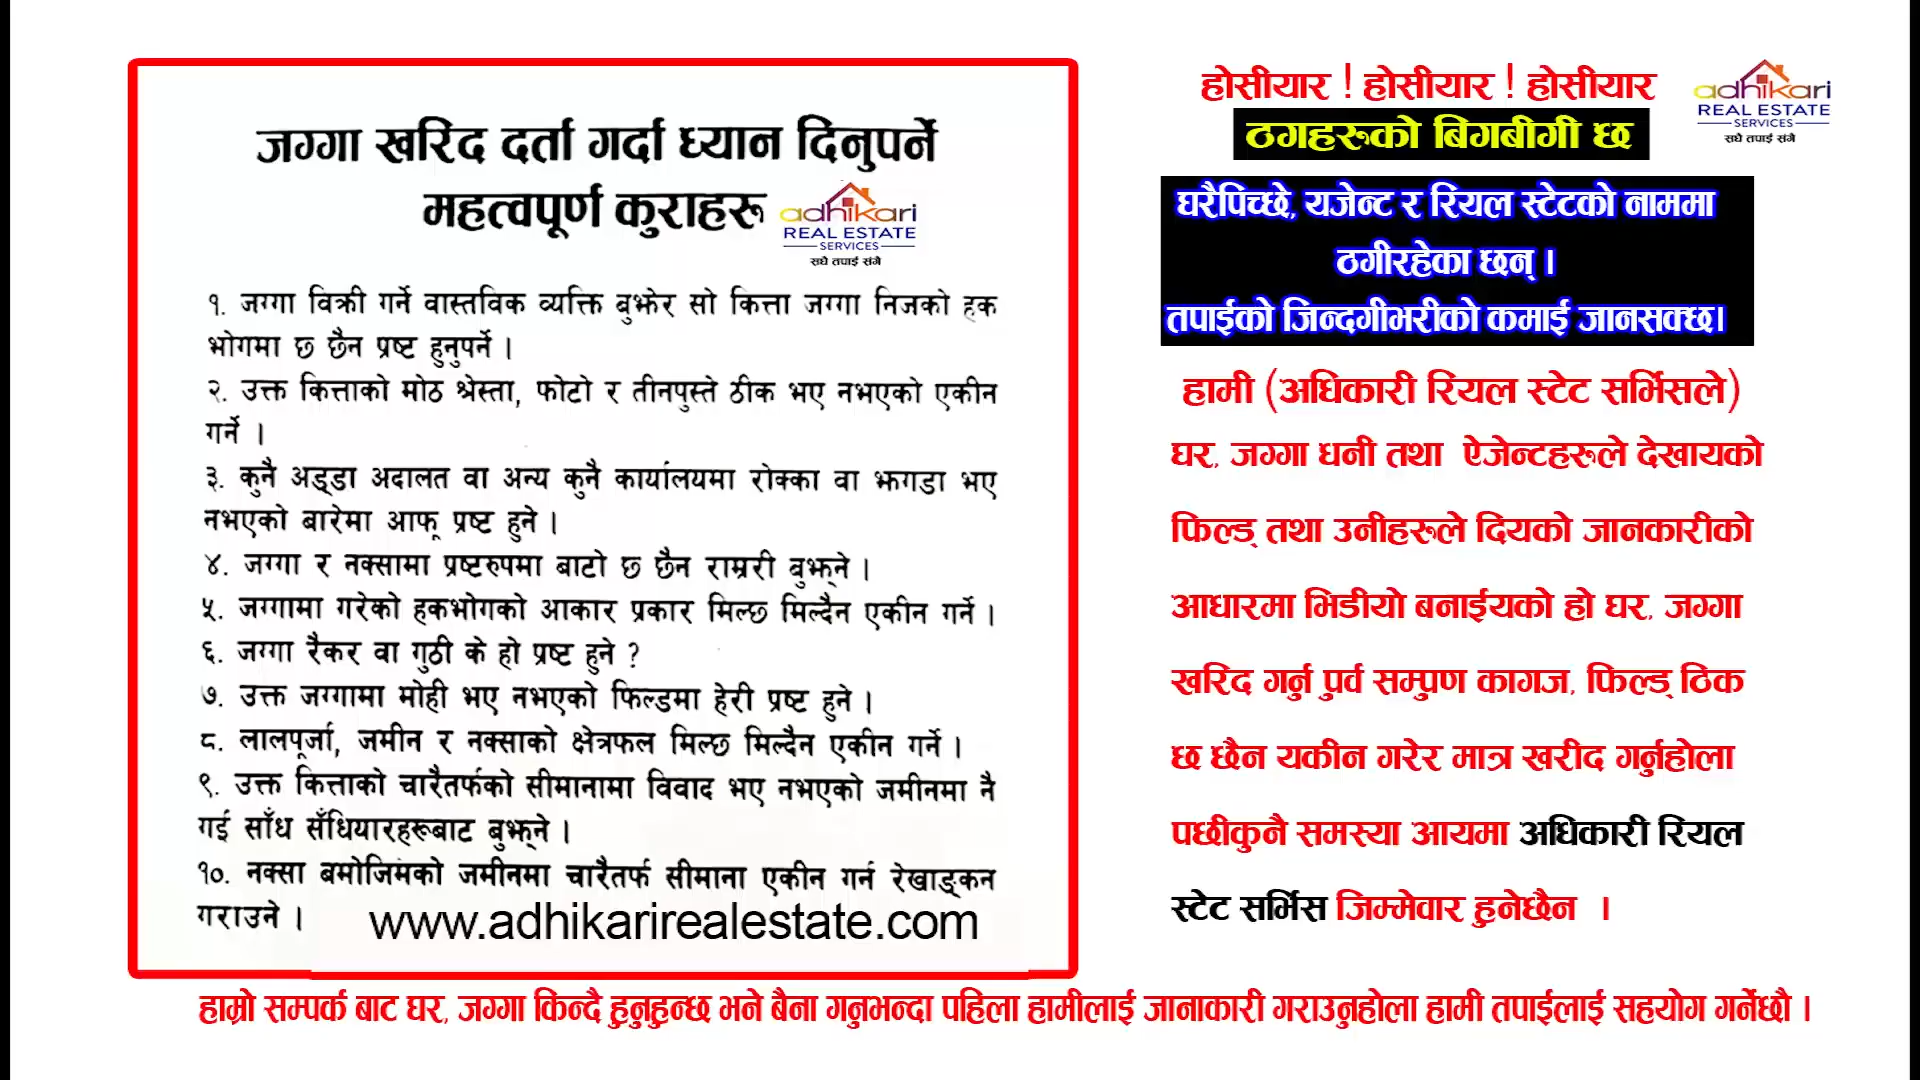 जग्गा खरिद दर्ता गर्दा ध्यान दिनुपर्ने
महत्वपूर्ण कुराहरू
adhikari
REAL ESTATE
SERVICES
सधै तपाई संगै
१. जग्गा विक्री गर्ने वास्तविक व्यक्ति बुझेर सो कित्ता जग्गा निजको हक
भोगमा छ छैन प्रष्ट हुनुपर्ने ।
२. उक्त कित्ताको मोठ श्रेस्ता, फोटो र तीनपुस्ते ठीक भए नभएको एकीन
गर्ने ।
३. कुनै अड्डा अदालत वा अन्य कुनै कार्यालयमा रोक्का वा झगडा भए
नभएको बारेमा आफू प्रष्ट हुने ।
४. जग्गा र नक्सामा प्रष्टरुपमा बाटो छ छैन राम्ररी बुझ्ने ।
५. जग्गामा गरेको हकभोगको आकार प्रकार मिल्छ मिल्दैन एकीन गर्ने ।
६. जग्गा रैकर वा गुठी के हो प्रष्ट हुने ?
७. उक्त जग्गामा मोही भए नभएको फिल्डमा हेरी प्रष्ट हुने ।
८. लालपूर्जा, जमीन र नक्साको क्षेत्रफल मिल्छ मिल्दैन एकीन गर्ने ।
९. उक्त कित्ताको चारैतर्फको सीमानामा विवाद भए नभएको जमीनमा नै
गई साँध सँधियारहरूबाट बुझ्ने ।
१०. नक्सा बमोजिमको जमीनमा चारैतर्फ सीमाना एकीन गर्न रेखाङ्कन
गराउने ।
www.adhikarirealestate.com
होसीयार ! होसीयार ! होसीयार
ठगहरुको बिगबीगी छ
adhikari
REAL ESTATE
SERVICES
सधै तपाई संगै
घरैपिच्छे, यजेन्ट र रियल स्टेटको नाममा
ठगीरहेका छन् ।
तपाईको जिन्दगीभरीको कमाई जानसक्छ।
हामी (अधिकारी रियल स्टेट सर्भिसले)
घर, जग्गा धनी तथा ऐजेन्टहरुले देखायको
फिल्ड् तथा उनीहरुले दियको जानकारीको
आधारमा भिडीयो बनाईयको हो घर, जग्गा
खरिद गर्नु पुर्व सम्पुण कागज, फिल्ड् ठिक
छ छैन यकीन गरेर मात्र खरीद गर्नुहोला
पछीकुनै समस्या आयमा अधिकारी रियल
स्टेट सर्भिस जिम्मेवार हुनेछैन ।
हाम्रो सम्पर्क बाट घर, जग्गा किन्दै हुनुहुन्छ भने बैना गनुभन्दा पहिला हामीलाई जानाकारी गराउनुहोला हामी तपाईलाई सहयोग गर्नेछौ ।